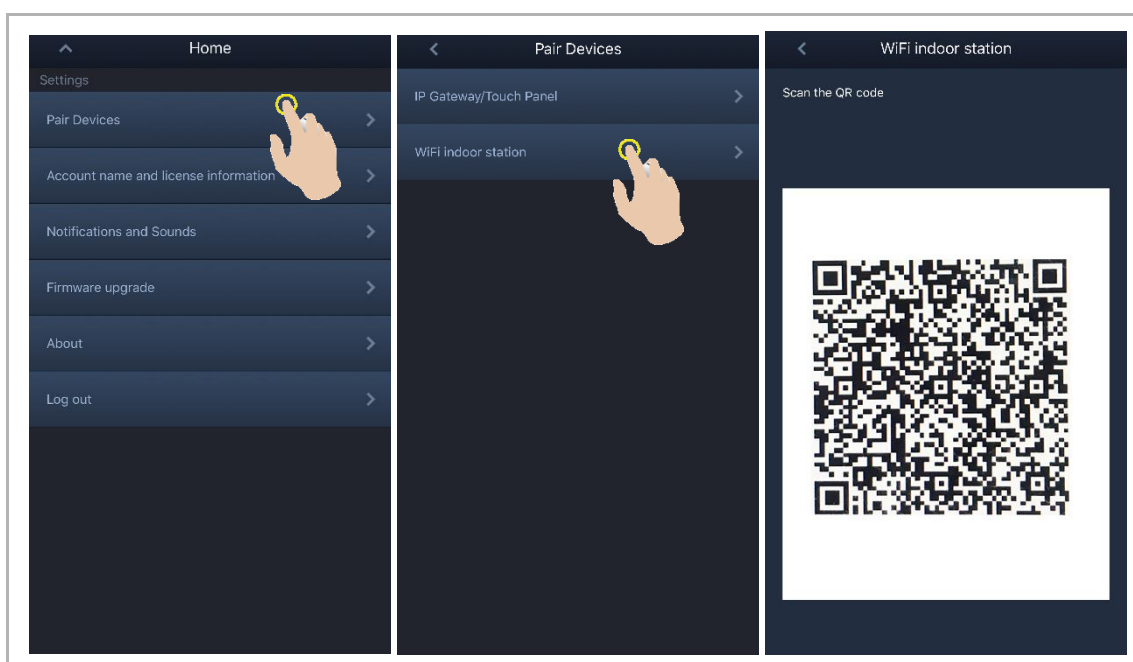 Home
Settings
Pair Devices
Account name and license information
Notifications and Sounds
Firmware upgrade
About
Log out
Pair Devices
IP Gateway/Touch Panel
WiFi indoor station
WiFi indoor station
Scan the QR code